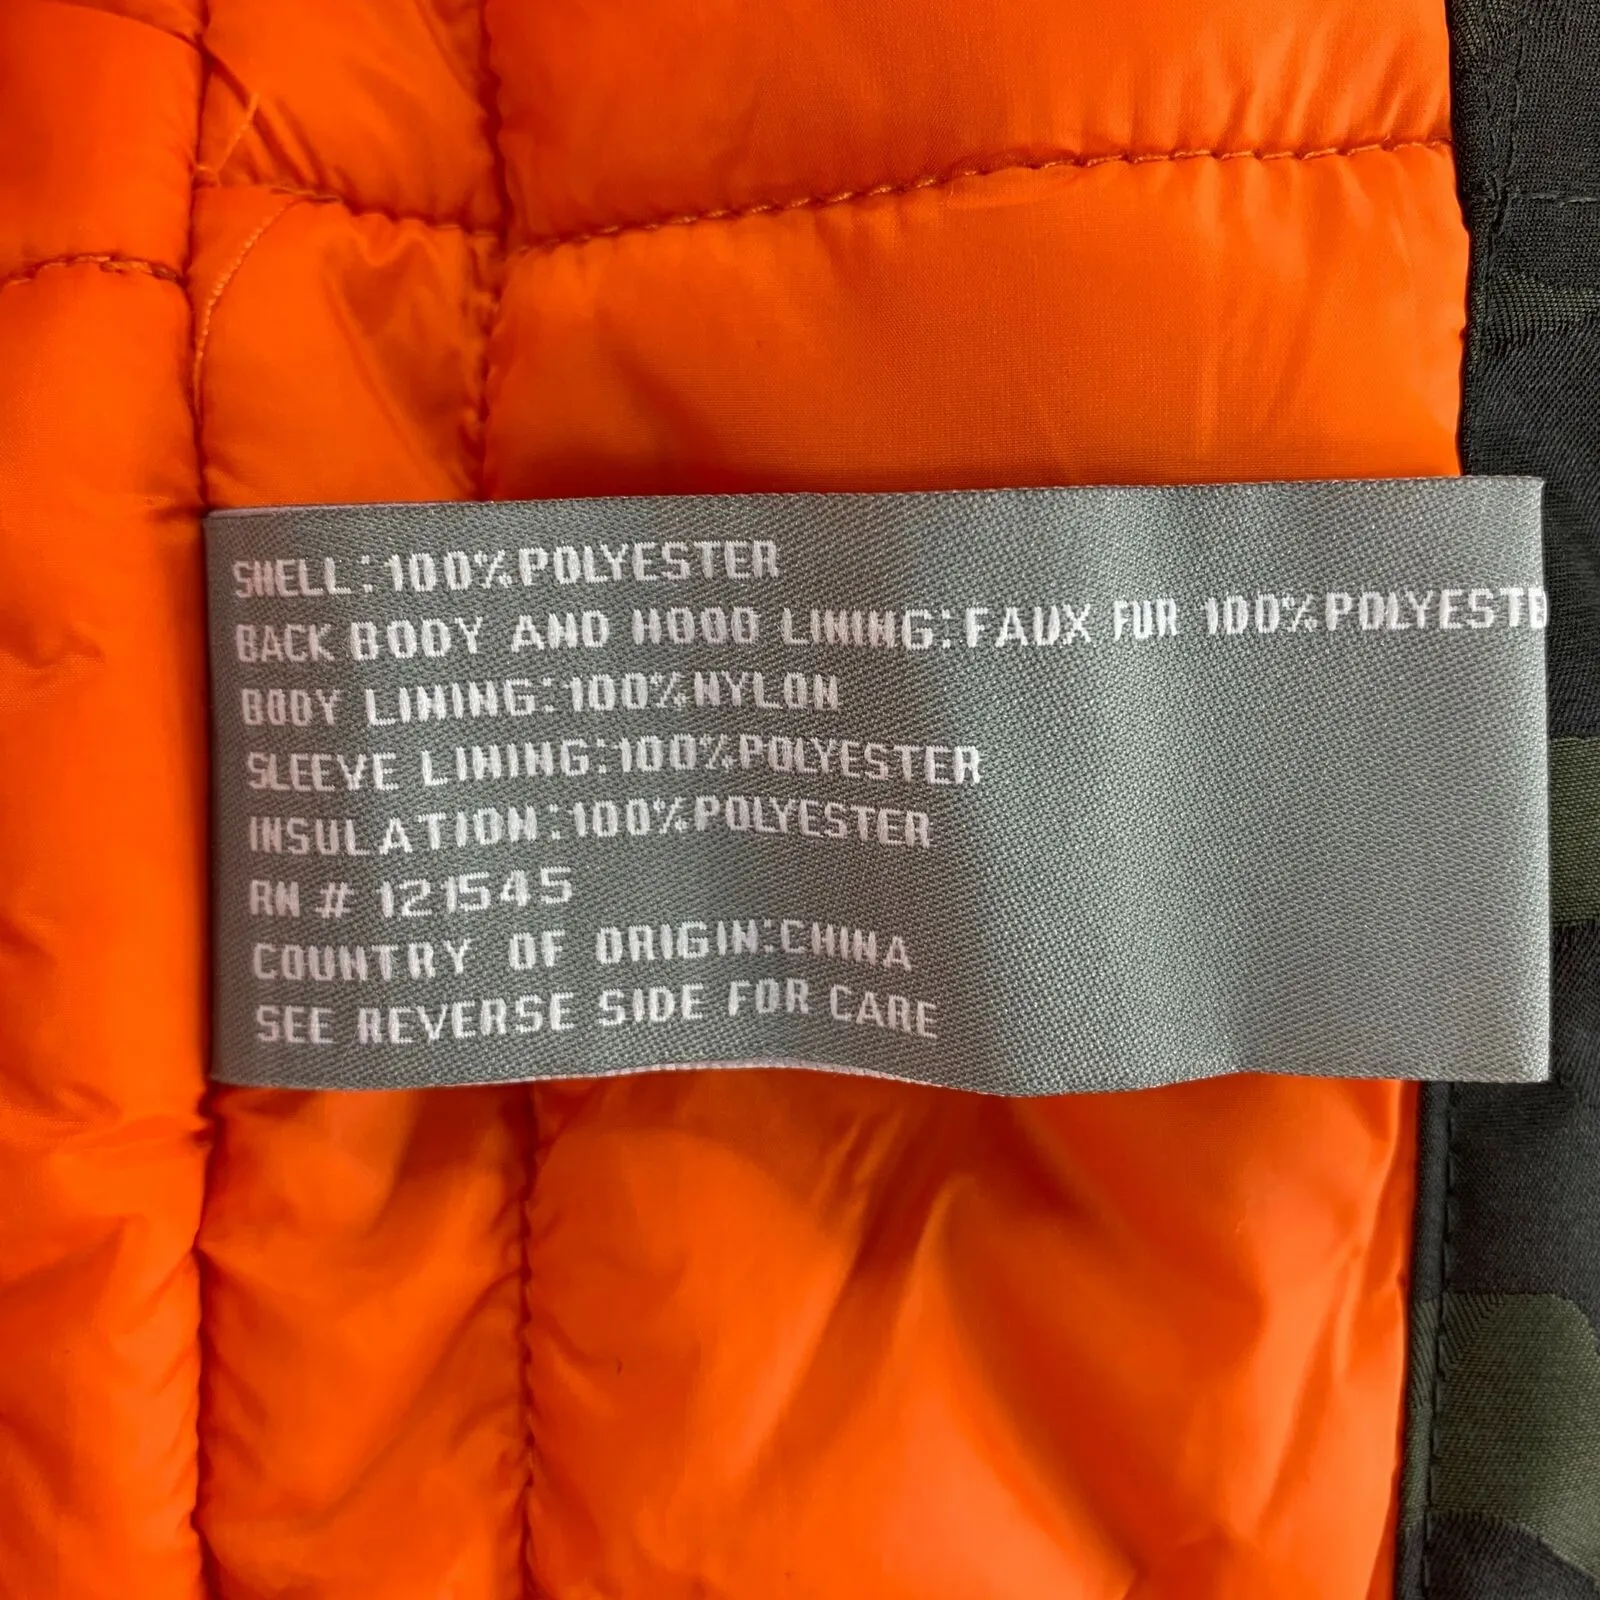 SHELL:100%POLYESTER
BACK BODY AND HOOD LINING:FAUX FUR 100%POLYESTE
BODY LINING:100%NYLON
SLEEVE LINING:100%POLYESTER
INSULATION:100%POLYESTER
RN # 121545
COUNTRY OF ORIGIN:CHINA
SEE REVERSE SIDE FOR CARE